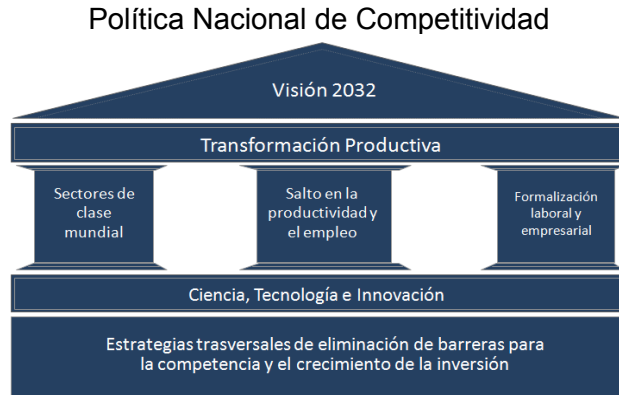 Política Nacional de Competitividad
Visión 2032
Transformación Productiva
Sectores de
clase
mundial
Salto en la
productividad y
el empleo
Formalización
laboral y
empresarial
Ciencia, Tecnología e Innovación
Estrategias trasversales de eliminación de barreras para
la competencia y el crecimiento de la inversión